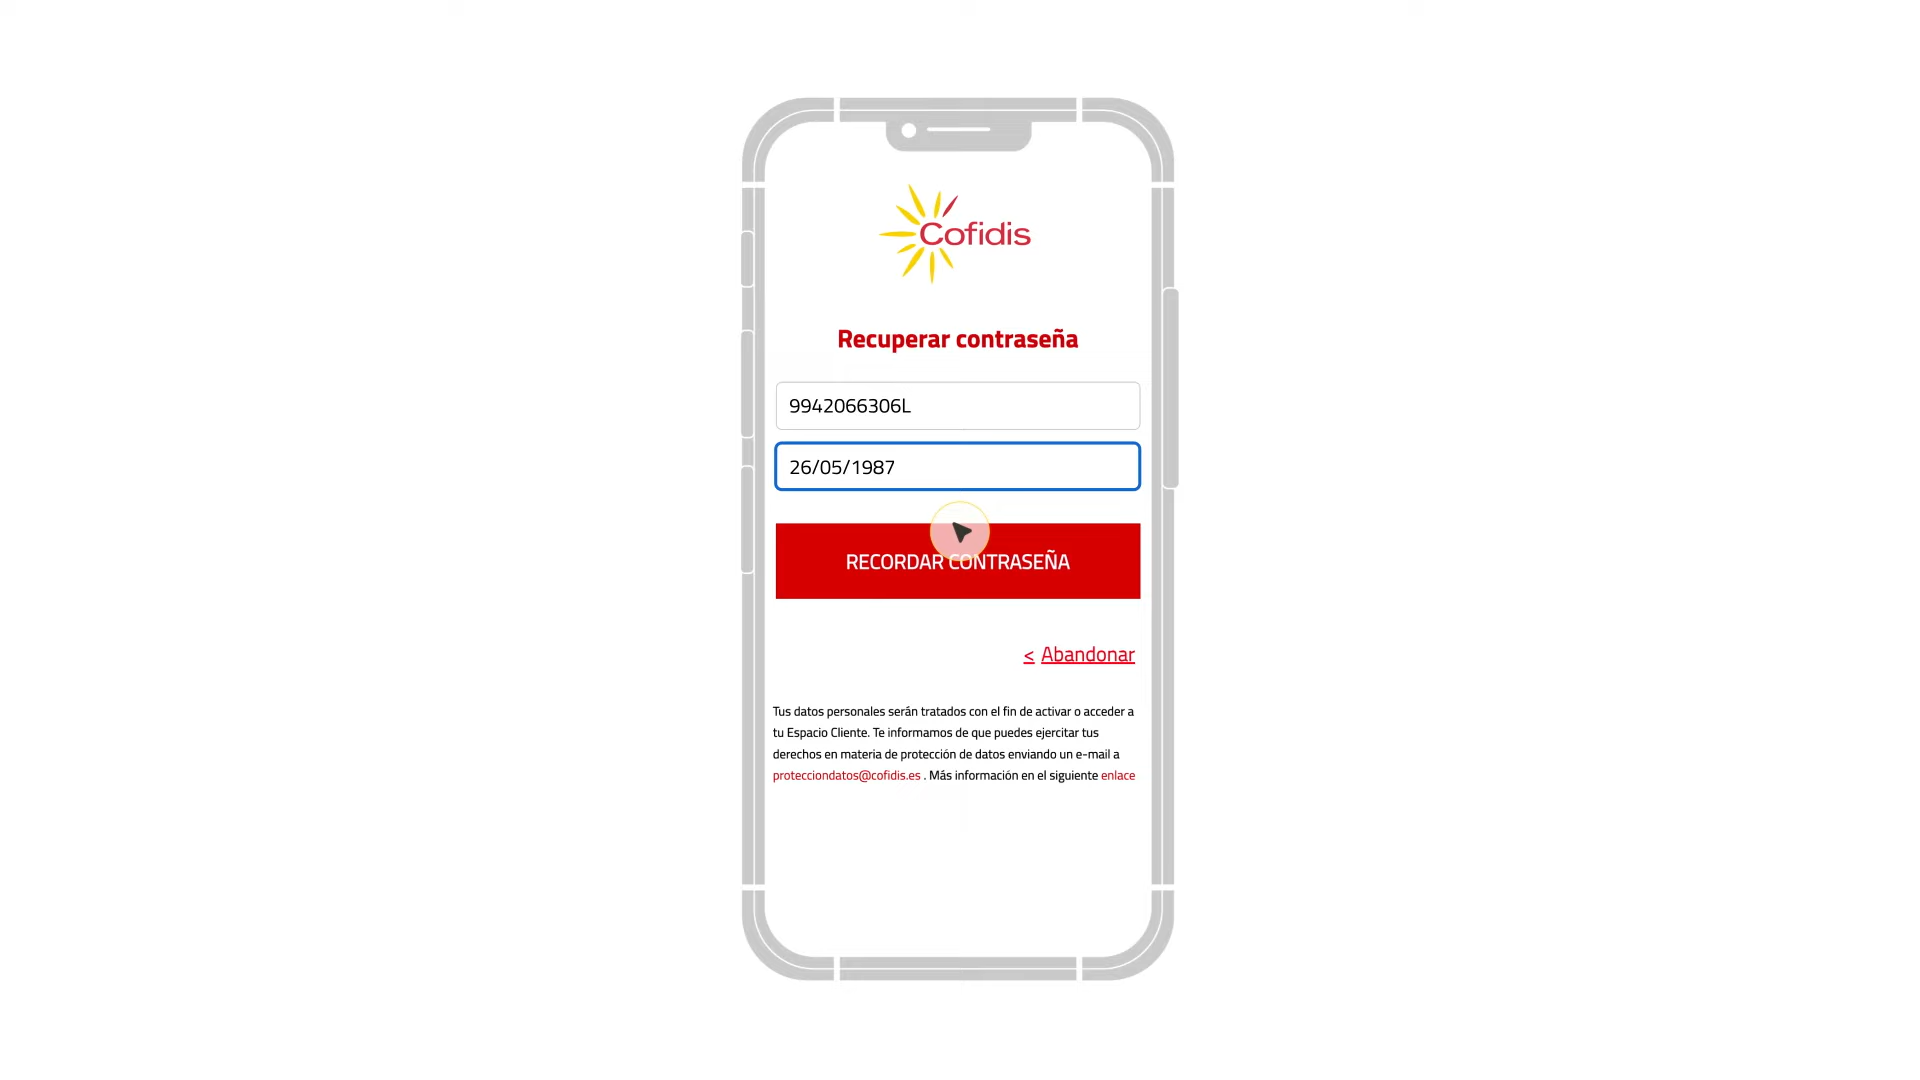 Cofidis
Recuperar contraseña
9942066306L
26/05/1987
RECORDAR CONTRASEÑA
< Abandonar
Tus datos personales serán tratados con el fin de activar o acceder a
tu Espacio Cliente. Te informamos de que puedes ejercitar tus
derechos en materia de protección de datos enviando un e-mail a
protecciondatos@cofidis.es . Más información en el siguiente enlace